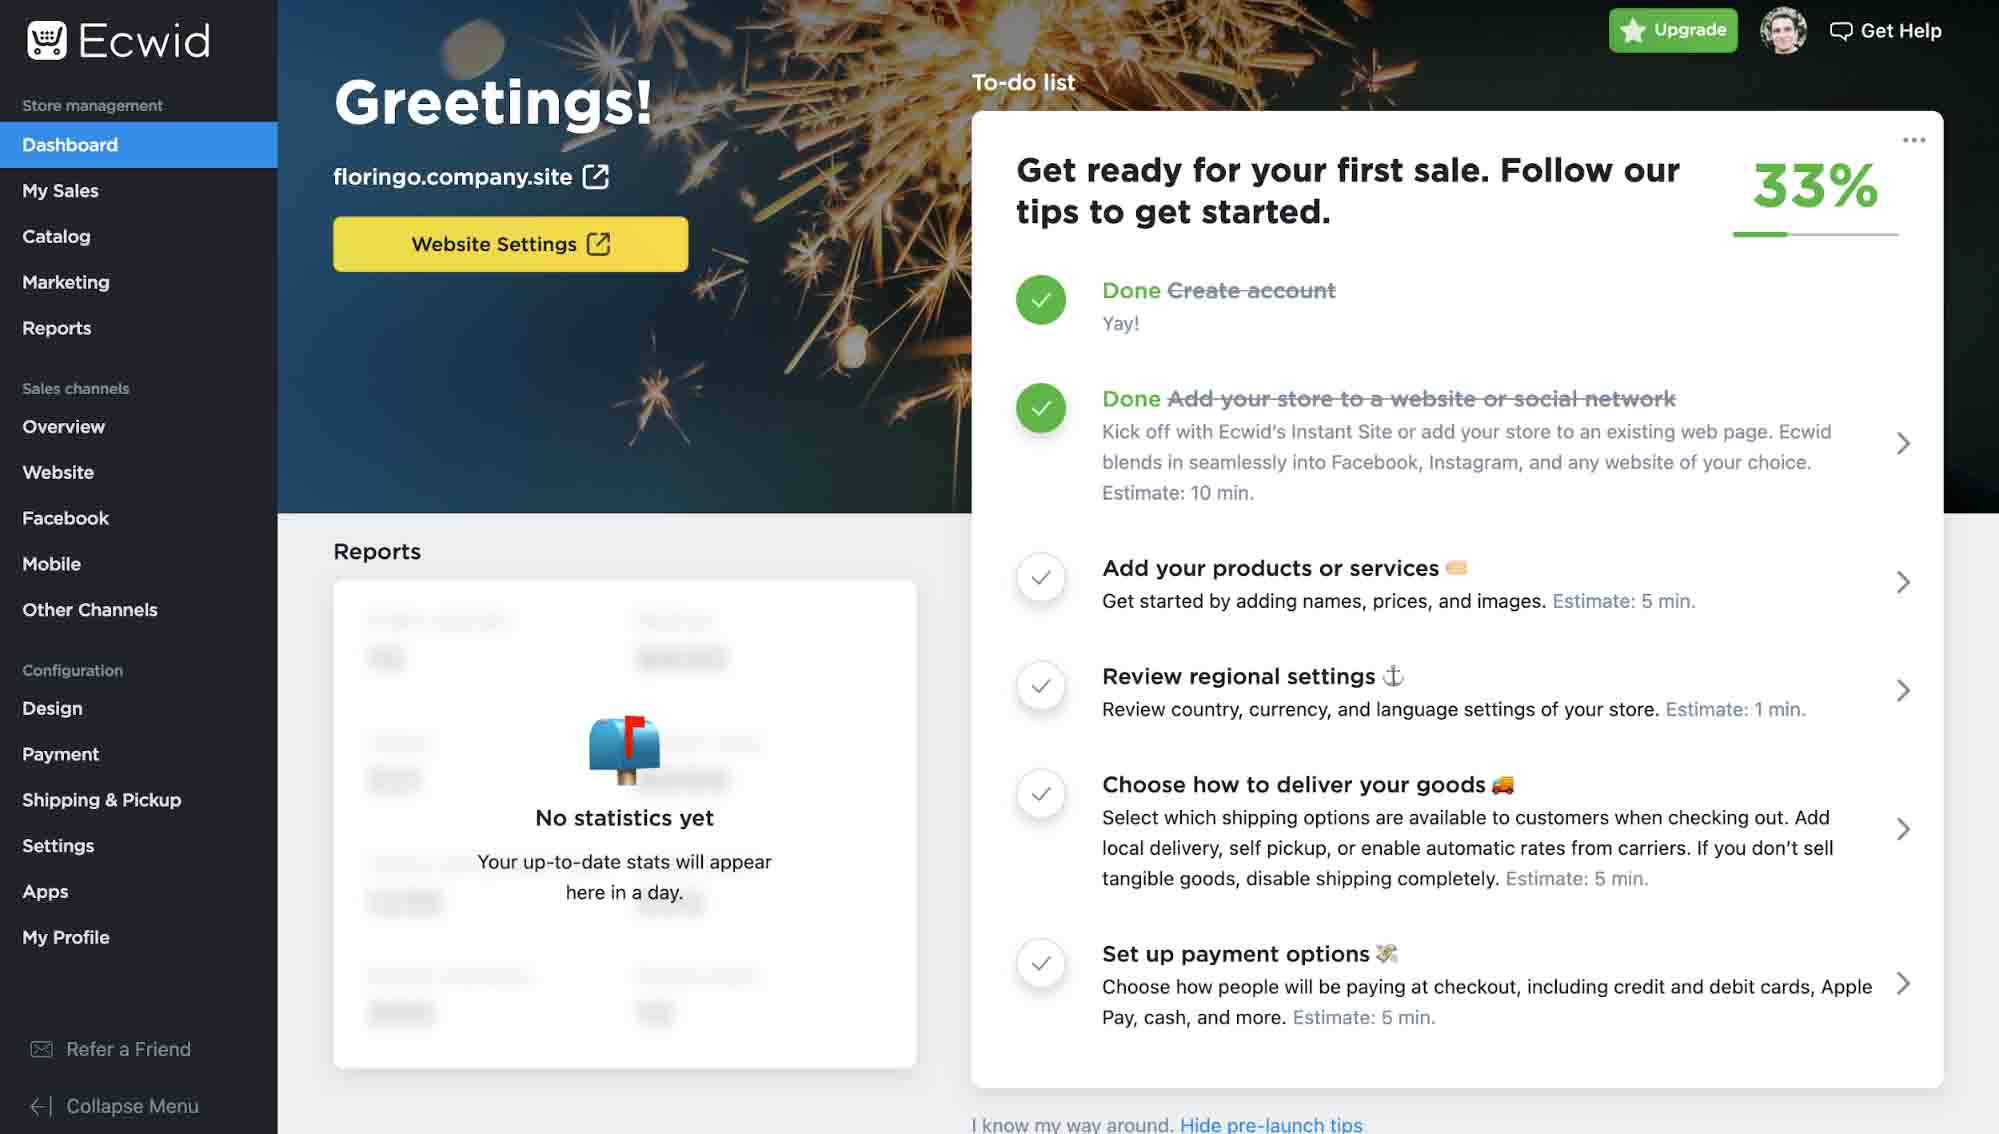 Ecwid
Store management
Dashboard
My Sales
Catalog
Marketing
Reports
Sales channels
Overview
Website
Facebook
Mobile
Other Channels
Configuration
Design
Payment
Shipping & Pickup
Settings
Apps
My Profile
Refer a Friend
Collapse Menu
Greetings!
floringo.company.site
Website Settings
Reports
No statistics yet
Your up-to-date stats will appear
here in a day.
Upgrade
Get Help
To-do list
Get ready for your first sale. Follow our
tips to get started.
33%
Done Create account
Yay!
Done Add your store to a website or social network
Kick off with Ecwid's Instant Site or add your store to an existing web page. Ecwid
blends in seamlessly into Facebook, Instagram, and any website of your choice.
Estimate: 10 min.
Add your products or services
Get started by adding names, prices, and images. Estimate: 5 min.
Review regional settings
Review country, currency, and language settings of your store. Estimate: 1 min.
Choose how to deliver your goods
Select which shipping options are available to customers when checking out. Add
local delivery, self pickup, or enable automatic rates from carriers. If you don't sell
tangible goods, disable shipping completely. Estimate: 5 min.
Set up payment options
Choose how people will be paying at checkout, including credit and debit cards, Apple
Pay, cash, and more. Estimate: 5 min.
I know my way around. Hide pre-launch tips